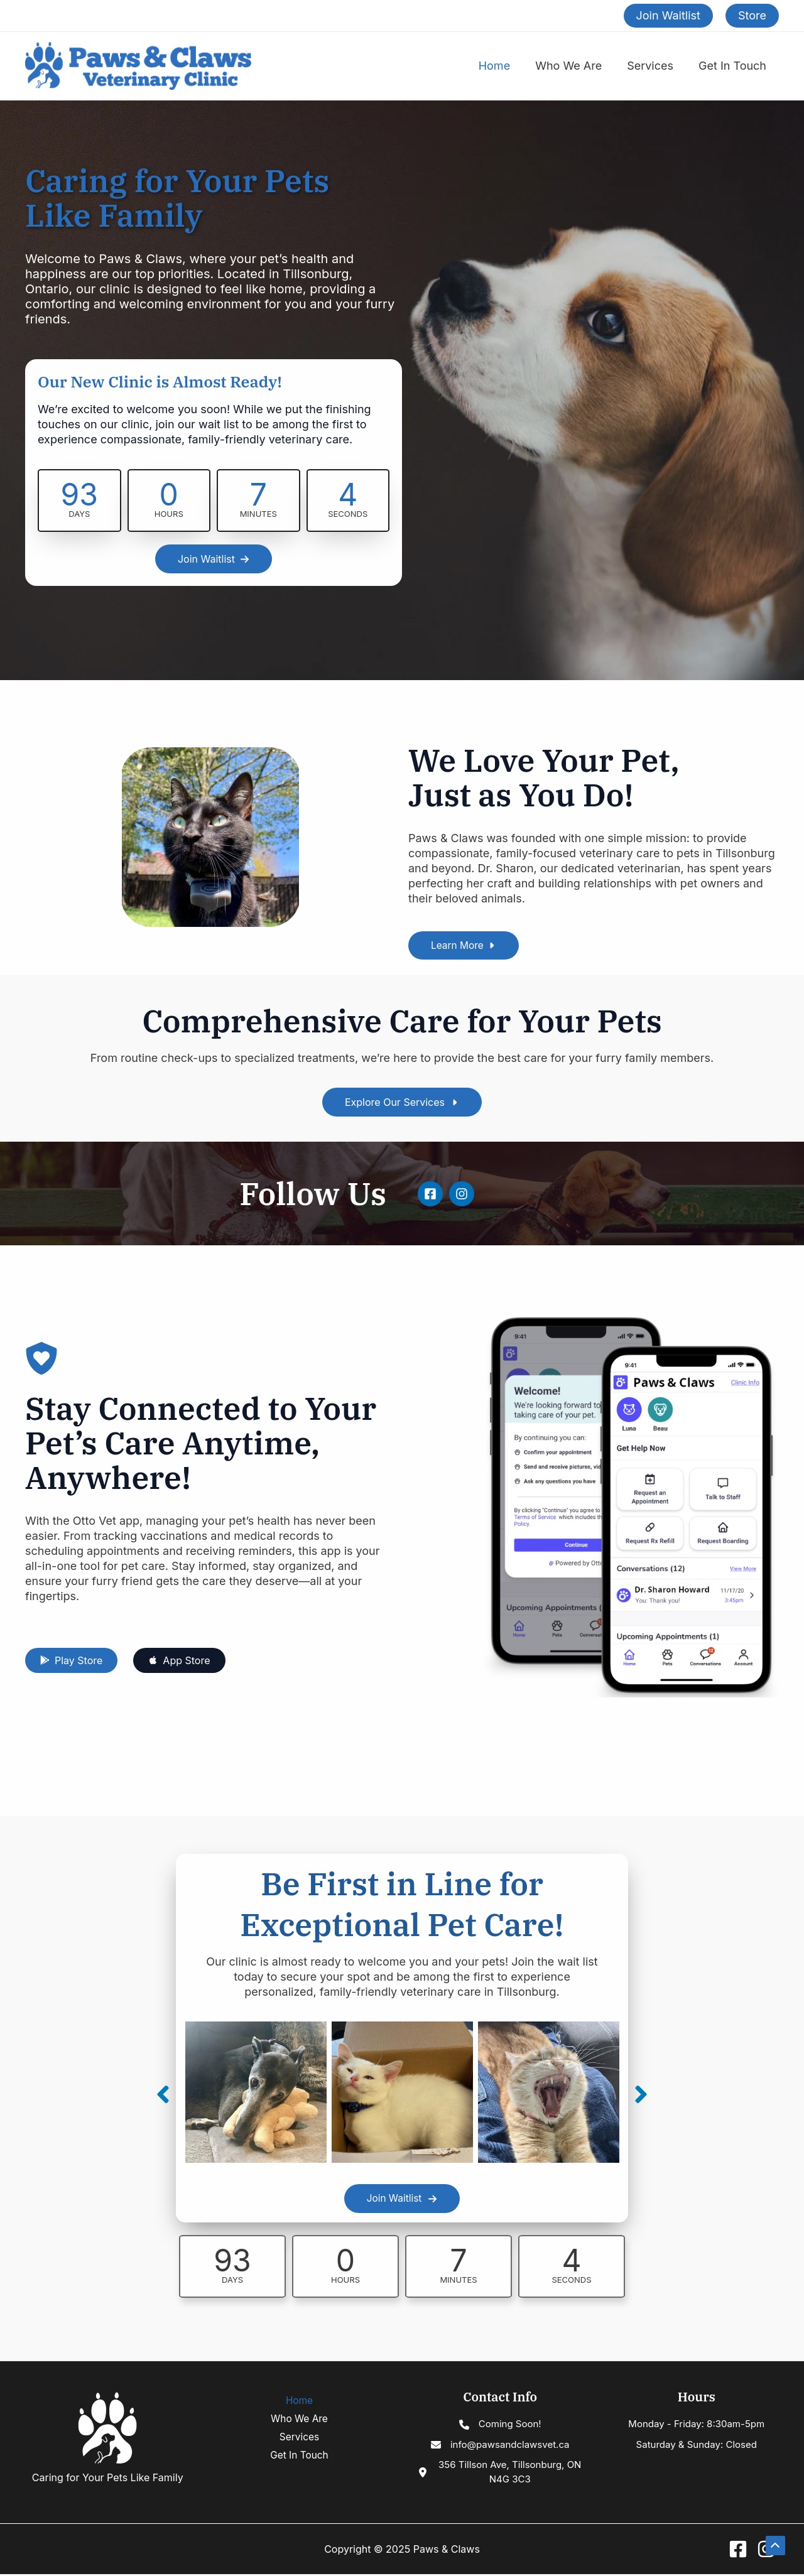 Join Waitlist
Store
Paws & Claws
Veterinary Clinic
Home
Who We Are
Services
Get In Touch
Caring for Your Pets
Like Family
Welcome to Paws & Claws, where your pet's health and
happiness are our top priorities. Located in Tillsonburg,
Ontario, our clinic is designed to feel like home, providing a
comforting and welcoming environment for you and your furry
friends.
Our New Clinic is Almost Ready!
We're excited to welcome you soon! While we put the finishing
touches on our clinic, join our wait list to be among the first to
experience compassionate, family-friendly veterinary care.
93
0
7
4
DAYS
HOURS
MINUTES
SECONDS
Join Waitlist
We Love Your Pet,
Just as You Do!
Paws & Claws was founded with one simple mission: to provide
compassionate, family-focused veterinary care to pets in Tillsonburg
and beyond. Dr. Sharon, our dedicated veterinarian, has spent years
perfecting her craft and building relationships with pet owners and
their beloved animals.
Learn More
Comprehensive Care for Your Pets
From routine check-ups to specialized treatments, we're here to provide the best care for your furry family members.
Explore Our Services
Follow Us
Stay Connected to Your
Pet's Care Anytime,
Anywhere!
With the Otto Vet app, managing your pet's health has never been
easier. From tracking vaccinations and medical records to
scheduling appointments and receiving reminders, this app is your
all-in-one tool for pet care. Stay informed, stay organized, and
ensure your furry friend gets the care they deserve—all at your
fingertips.
Play Store
App Store
9:41
Welcome!
We're looking forward to
taking care of your pet.
By continuing you can:
Confirm your appointment
Send and receive pictures, vid
Ask any questions you have
By clicking "Continue" you agree to
Terms of Service which includes th
Policy.
Continue
Powered by Otto
Upcoming Appointments (1)
Home
Pets
9:41
Paws & Claws
Clinic Info
Luna
Beau
Get Help Now
Request an
Appointment
Talk to Staff
Request Rx Refill
Request Boarding
Conversations (12)
View More
Dr. Sharon Howard
11/17/20
You: Thank you!
3:45pm
Upcoming Appointments (1)
12
Home
Pets
Conversations
Account
Be First in Line for
Exceptional Pet Care!
Our clinic is almost ready to welcome you and your pets! Join the wait list
today to secure your spot and be among the first to experience
personalized, family-friendly veterinary care in Tillsonburg.
Join Waitlist
93
0
7
4
DAYS
HOURS
MINUTES
SECONDS
Caring for Your Pets Like Family
Home
Who We Are
Services
Get In Touch
Contact Info
Coming Soon!
info@pawsandclawsvet.ca
356 Tillson Ave, Tillsonburg, ON
N4G 3C3
Hours
Monday - Friday: 8:30am-5pm
Saturday & Sunday: Closed
Copyright © 2025 Paws & Claws